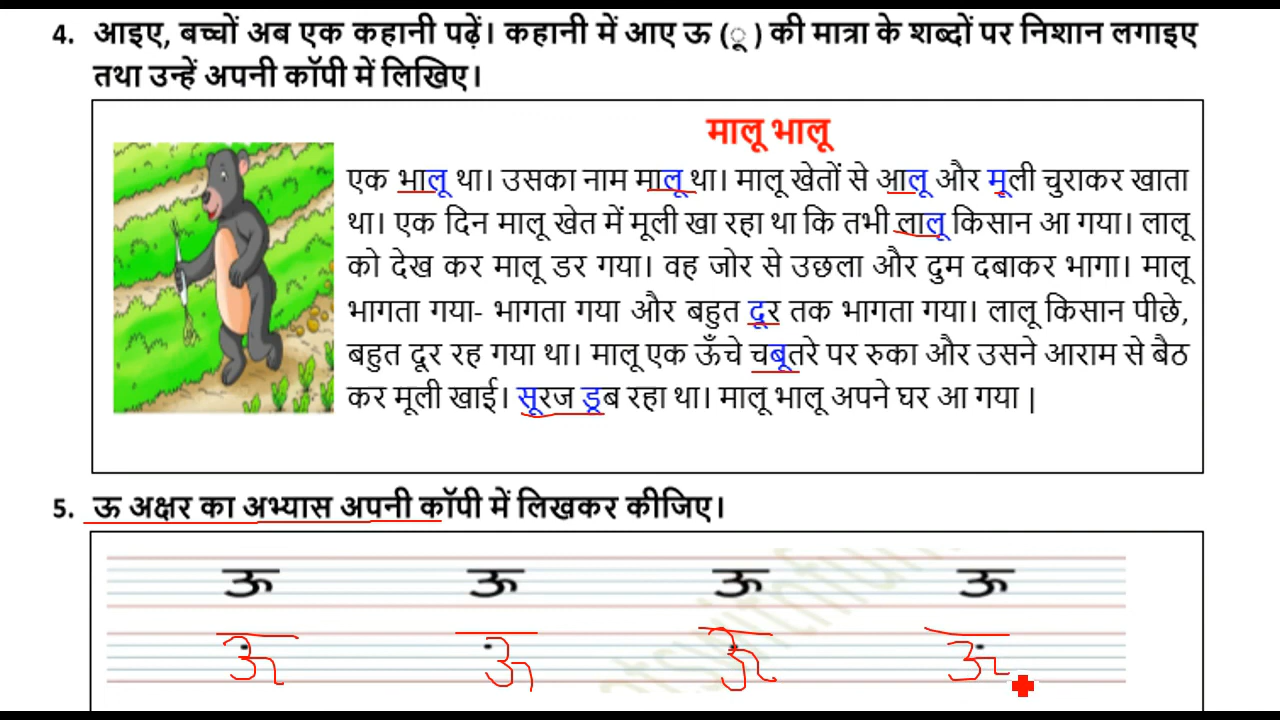 4. आइए, बच्चों अब एक कहानी पढ़ें। कहानी में आए ऊ (ू ) की मात्रा के शब्दों पर निशान लगाइए
तथा उन्हें अपनी कॉपी में लिखिए।
मालू भालू
एक भालू था। उसका नाम मालू था। मालू खेतों से आलू और मूली चुराकर खाता
था। एक दिन मालू खेत में मूली खा रहा था कि तभी लालू किसान आ गया। लालू
को देख कर मालू डर गया। वह जोर से उछला और दुम दबाकर भागा। मालू
भागता गया- भागता गया और बहुत दूर तक भागता गया। लालू किसान पीछे,
बहुत दूर रह गया था। मालू एक ऊँचे चबूतरे पर रुका और उसने आराम से बैठ
कर मूली खाई। सूरज डूब रहा था। मालू भालू अपने घर आ गया |
5. ऊ अक्षर का अभ्यास अपनी कॉपी में लिखकर कीजिए।
ऊ ऊ ऊ ऊ
ऊ ऊ ऊ ऊ